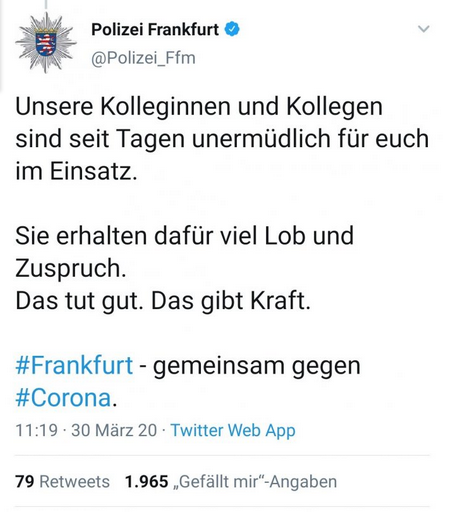 Polizei Frankfurt
@Polizei_Ffm
Unsere Kolleginnen und Kollegen
sind seit Tagen unermüdlich für euch
im Einsatz.
Sie erhalten dafür viel Lob und
Zuspruch.
Das tut gut. Das gibt Kraft.
#Frankfurt - gemeinsam gegen
#Corona.
11:19 · 30 März 20 · Twitter Web App
79 Retweets 1.965 „Gefällt mir“-Angaben